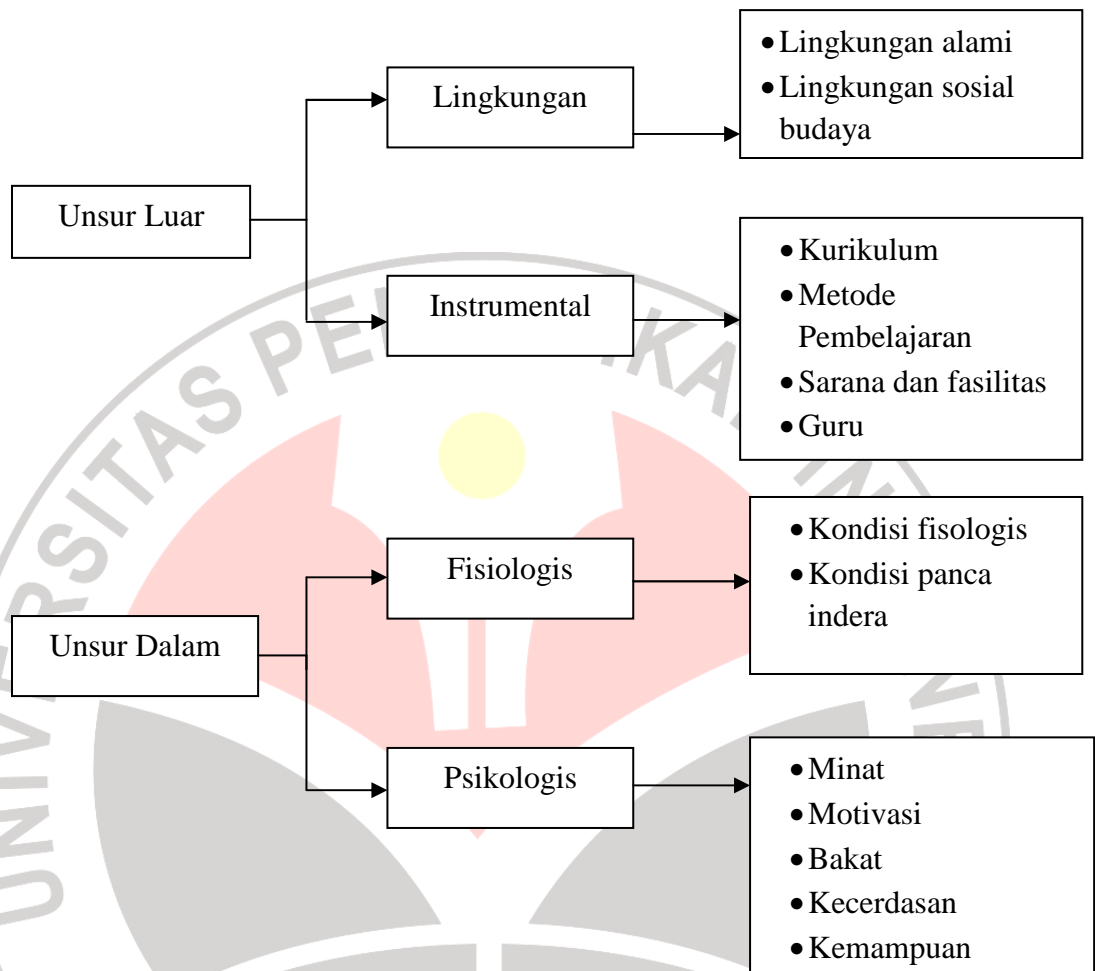 Unsur Luar
Lingkungan
• Lingkungan alami
• Lingkungan sosial
budaya
Instrumental
• Kurikulum
• Metode
Pembelajaran
• Sarana dan fasilitas
• Guru
Unsur Dalam
Fisiologis
• Kondisi fisologis
• Kondisi panca
indera
Psikologis
• Minat
• Motivasi
• Bakat
• Kecerdasan
• Kemampuan
UNIVERSITAS